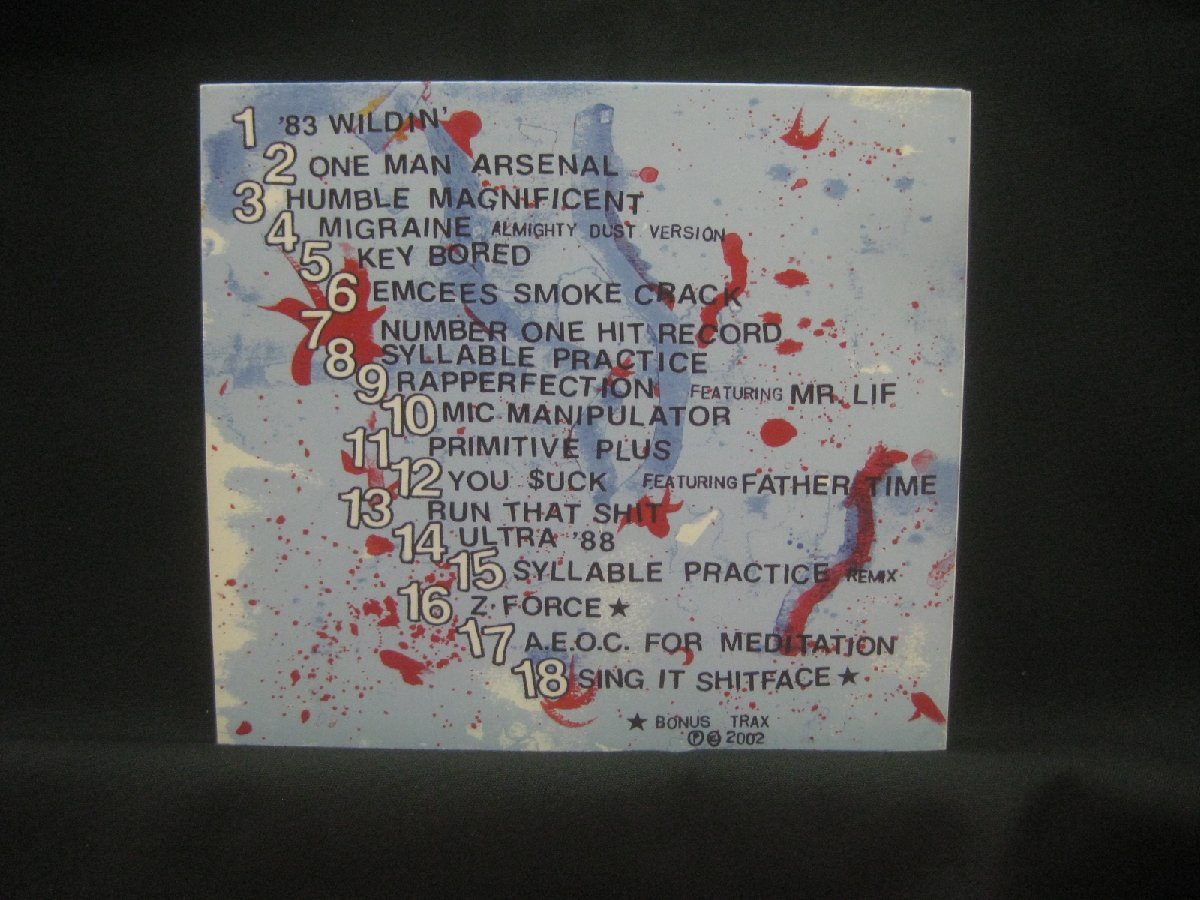 1 '83 WILDIN'
2 ONE MAN ARSENAL
3 HUMBLE MAGNIFICENT
4 MIGRAINE ALMIGHTY DUST VERSION
5 KEY BORED
6 EMCEES SMOKE CRACK
7 NUMBER ONE HIT RECORD
8 SYLLABLE PRACTICE
9 RAPPERFECTION FEATURING MR. LIF
10 MIC MANIPULATOR
11 PRIMITIVE PLUS
12 YOU $UCK FEATURING FATHER TIME
13 RUN THAT SHIT
14 ULTRA '88
15 SYLLABLE PRACTICE REMIX
16 Z·FORCE ★
17 A.E.O.C. FOR MEDITATION
18 SING IT SHITFACE ★
★ BONUS TRAX
℗ © 2002